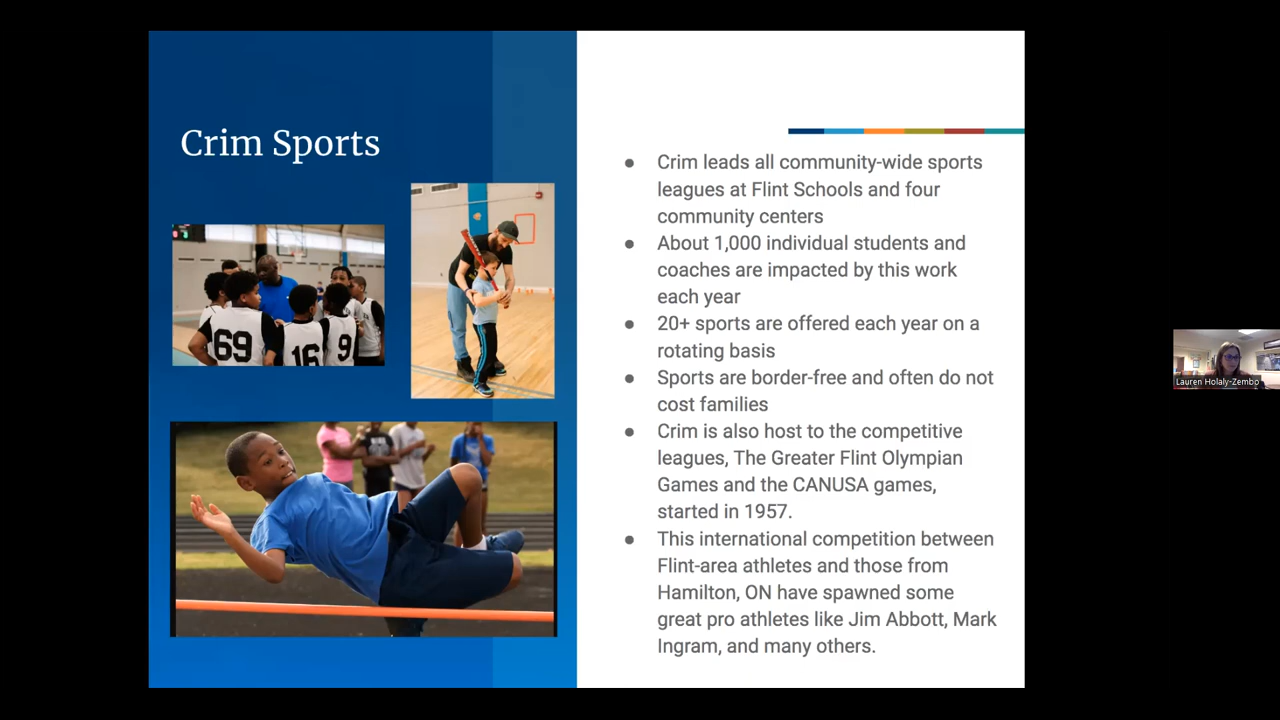 Crim Sports
69
16
9
● Crim leads all community-wide sports
leagues at Flint Schools and four
community centers
● About 1,000 individual students and
coaches are impacted by this work
each year
● 20+ sports are offered each year on a
rotating basis
● Sports are border-free and often do not
cost families
● Crim is also host to the competitive
leagues, The Greater Flint Olympian
Games and the CANUSA games,
started in 1957.
● This international competition between
Flint-area athletes and those from
Hamilton, ON have spawned some
great pro athletes like Jim Abbott, Mark
Ingram, and many others.
Lauren Holaly-Zembo